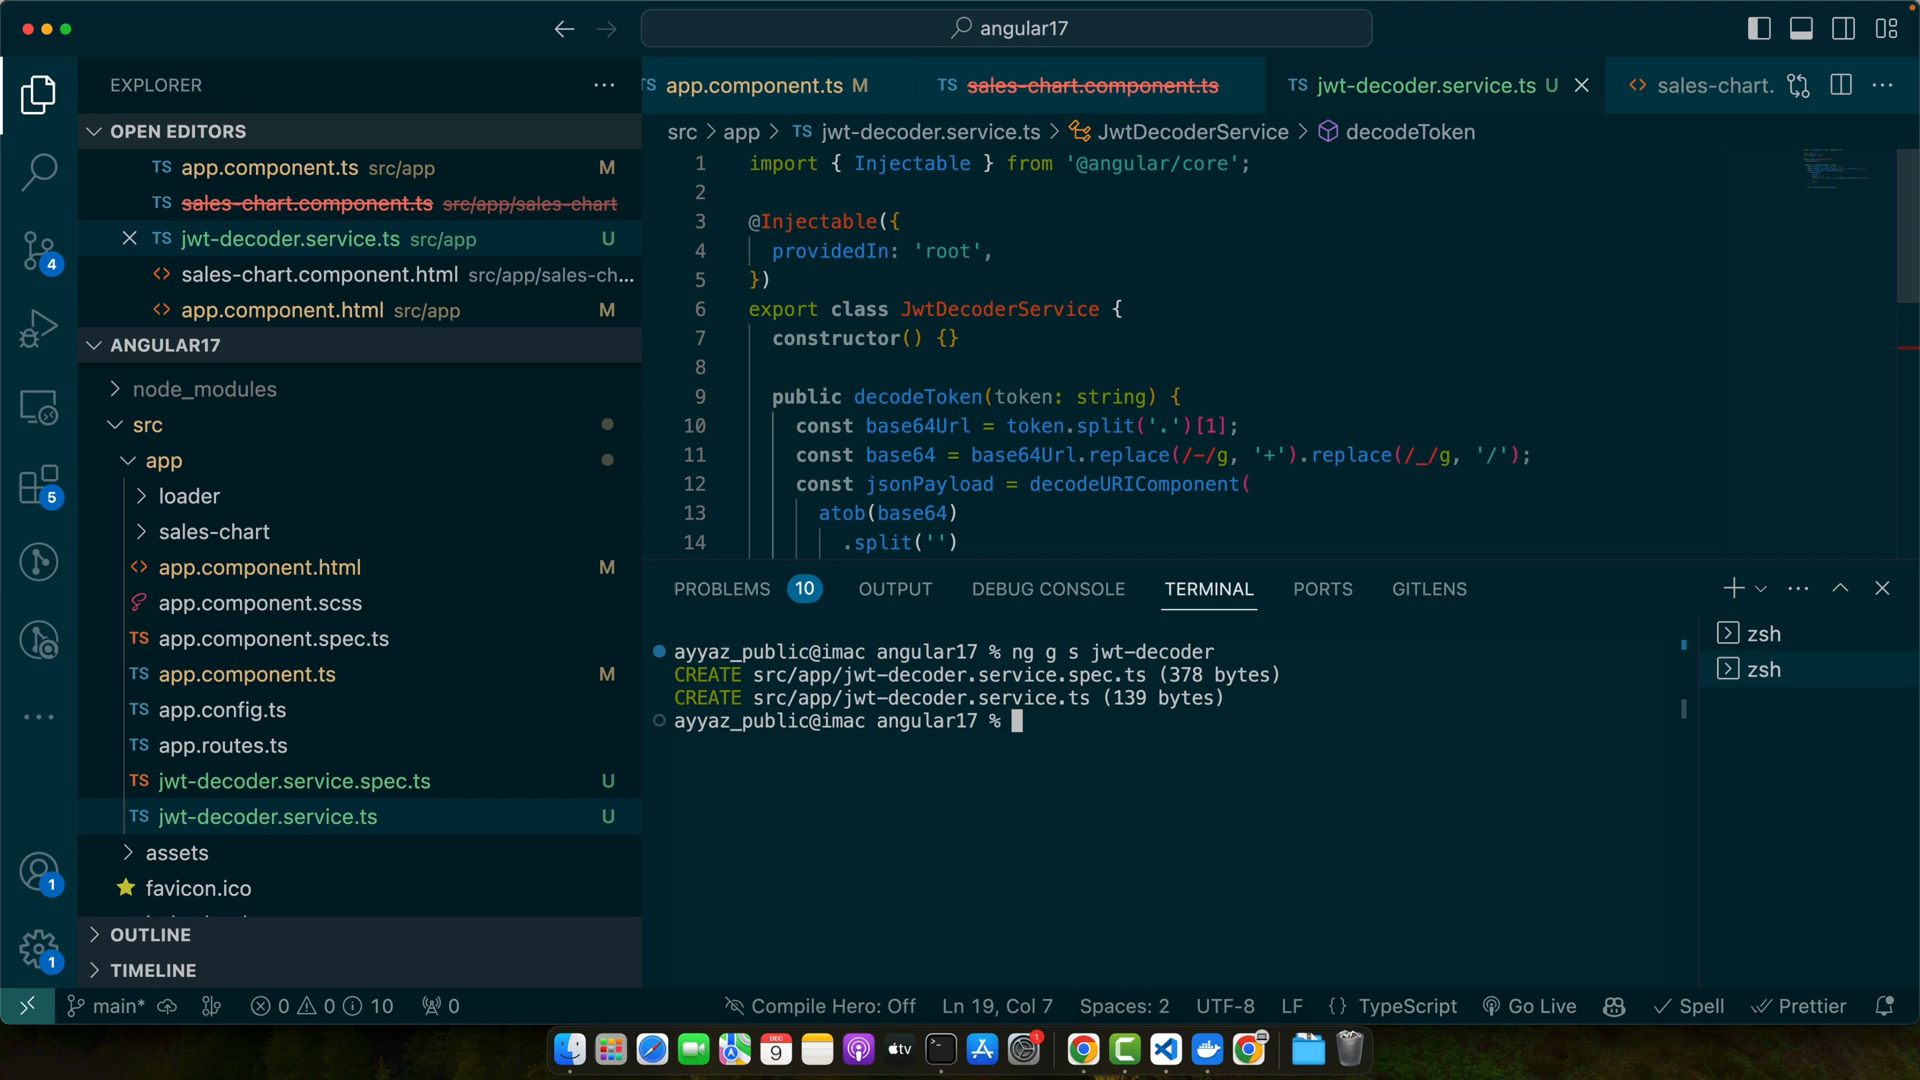 angular17
EXPLORER
OPEN EDITORS
TS app.component.ts src/app M
TS sales-chart.component.ts src/app/sales-chart
TS jwt-decoder.service.ts src/app U
<> sales-chart.component.html src/app/sales-ch...
<> app.component.html src/app M
ANGULAR17
node_modules
src
app
loader
sales-chart
<> app.component.html M
app.component.scss
TS app.component.spec.ts
TS app.component.ts M
TS app.config.ts
TS app.routes.ts
TS jwt-decoder.service.spec.ts U
TS jwt-decoder.service.ts U
assets
favicon.ico
OUTLINE
TIMELINE
4
5
1
1
TS app.component.ts M
TS sales-chart.component.ts
TS jwt-decoder.service.ts U
<> sales-chart.
src > app > TS jwt-decoder.service.ts > JwtDecoderService > decodeToken
1 import { Injectable } from '@angular/core';
2
3 @Injectable({
4 providedIn: 'root',
5 })
6 export class JwtDecoderService {
7 constructor() {}
8
9 public decodeToken(token: string) {
10 const base64Url = token.split('.')[1];
11 const base64 = base64Url.replace(/-/g, '+').replace(/_/g, '/');
12 const jsonPayload = decodeURIComponent(
13 atob(base64)
14 .split('')
PROBLEMS 10 OUTPUT DEBUG CONSOLE TERMINAL PORTS GITLENS
ayyaz_public@imac angular17 % ng g s jwt-decoder
CREATE src/app/jwt-decoder.service.spec.ts (378 bytes)
CREATE src/app/jwt-decoder.service.ts (139 bytes)
ayyaz_public@imac angular17 %
zsh
zsh
main* 0 0 10 0 Compile Hero: Off Ln 19, Col 7 Spaces: 2 UTF-8 LF {} TypeScript Go Live Spell Prettier
DEC
9
tv
1